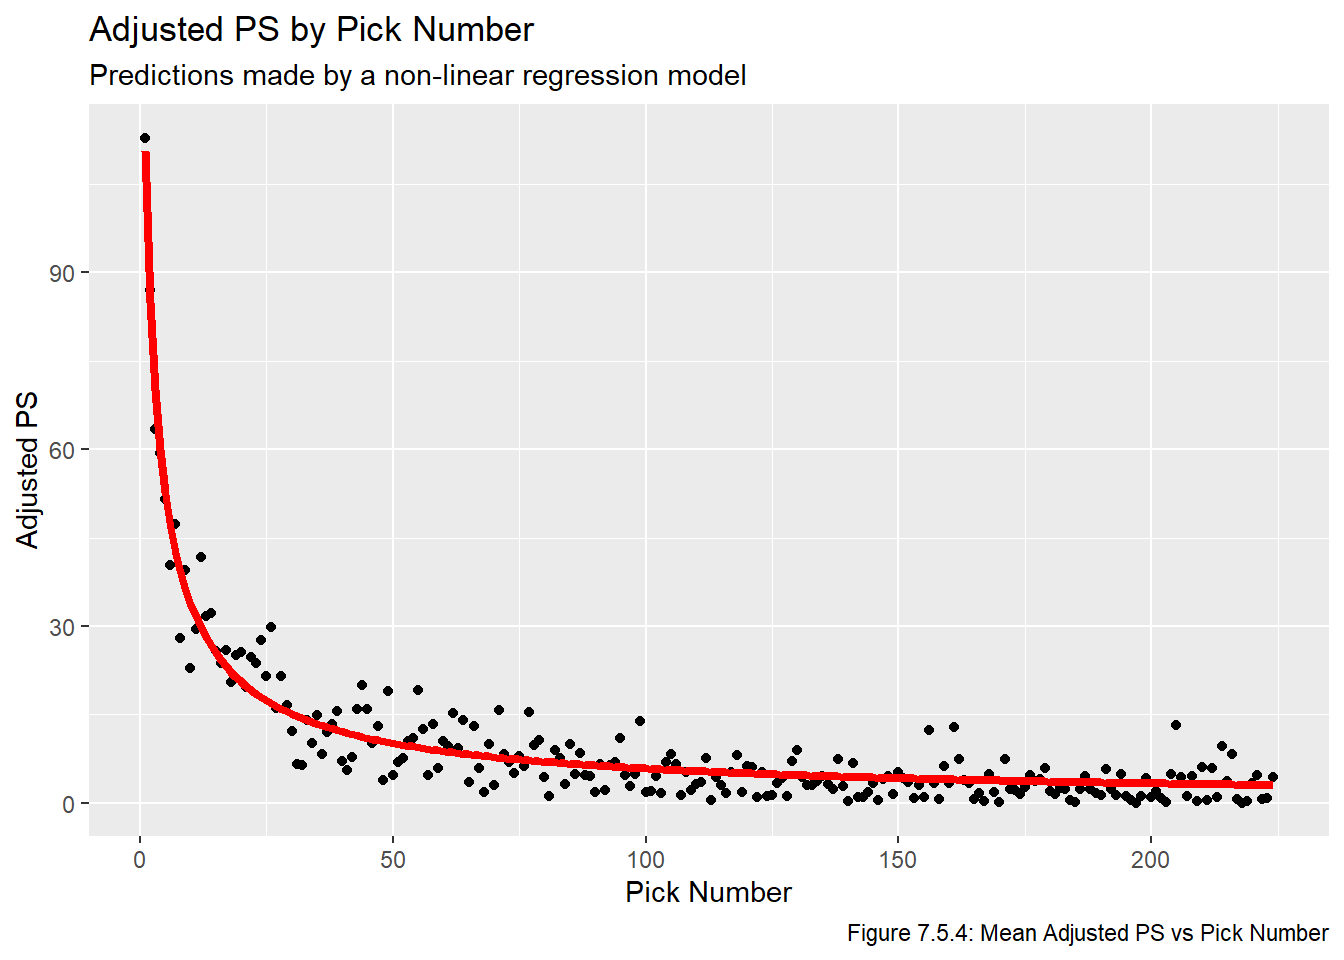 Adjusted PS by Pick Number
Predictions made by a non-linear regression model
Adjusted PS
90
60
30
0
0 50 100 150 200
Pick Number
Figure 7.5.4: Mean Adjusted PS vs Pick Number